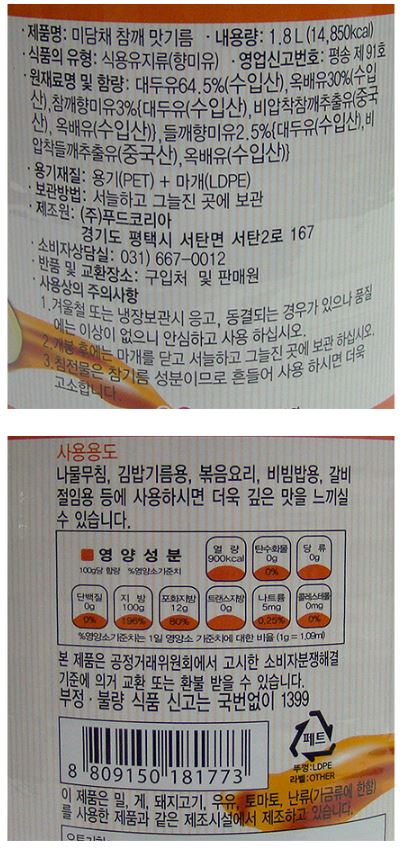 ·제품명: 미담채 참깨 맛기름 ·내용량: 1.8L(14,850kcal)
·식품의 유형: 식용유지류(향미유) ·영업신고번호: 평송 제 91호
·원재료명 및 함량: 대두유64.5%(수입산), 옥배유30%(수입
산), 참깨향미유3%{대두유(수입산), 비압착참깨추출유(중국
산), 옥배유(수입산)}, 들깨향미유2.5%{대두유(수입산), 비
압착들깨추출유(중국산), 옥배유(수입산)}
·용기재질: 용기(PET) + 마개(LDPE)
·보관방법: 서늘하고 그늘진 곳에 보관
·제조원: (주)푸드코리아
경기도 평택시 서탄면 서탄2로 167
·소비자상담실: 031) 667-0012
·반품 및 교환장소: 구입처 및 판매원
·사용상의 주의사항
1.겨울철 또는 냉장보관시 응고, 동결되는 경우가 있으나 품질
에는 이상이 없으니 안심하고 사용 하십시오.
2.개봉 후에는 마개를 닫고 서늘하고 그늘진 곳에 보관 하십시오.
3.침전물은 참기름 성분이므로 흔들어 사용 하시면 더욱
고소합니다.
사용용도
나물무침, 김밥기름용, 볶음요리, 비빔밥용, 갈비
절임용 등에 사용하시면 더욱 깊은 맛을 느끼실
수 있습니다.
영양성분
100g당 함량 %영양소기준치
열량 900kcal
탄수화물 0g 0%
당류 0g
단백질 0g 0%
지방 100g 196%
포화지방 12g 80%
트랜스지방 0g
나트륨 5mg 0.25%
콜레스테롤 0mg 0%
%영양소기준치는 1일 영양소 기준치에 대한 비율 (1g = 1.09ml)
본 제품은 공정거래위원회에서 고시한 소비자분쟁해결
기준에 의거 교환 또는 환불 받을 수 있습니다.
부정·불량 식품 신고는 국번없이 1399
페트
뚜껑:LDPE
라벨:OTHER
8 809150 181773
이 제품은 밀, 게, 돼지고기, 우유, 토마토, 난류(가금류에 한함)
를 사용한 제품과 같은 제조시설에서 제조하고 있습니다.